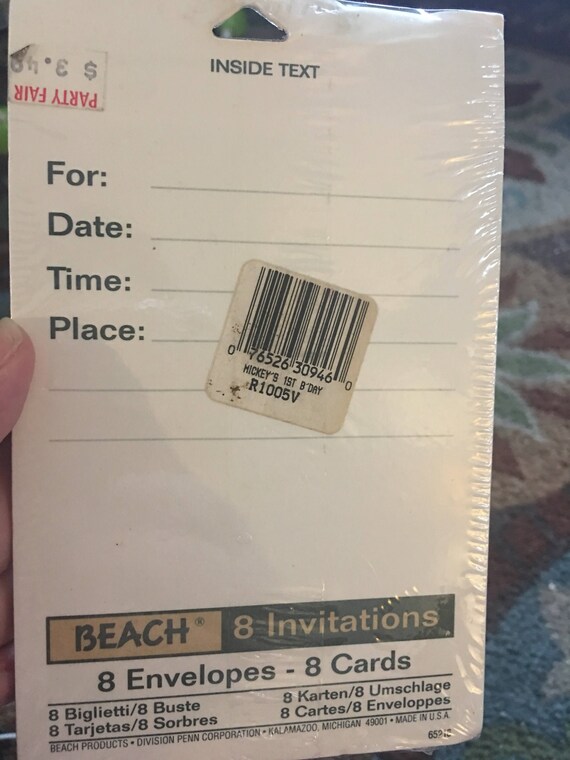 INSIDE TEXT
$ 3.48
PARTY FAIR
For:
Date:
Time:
Place:
0 76526 30946 0
MICKEY'S 1ST B'DAY
R1005V
BEACH® 8 Invitations
8 Envelopes - 8 Cards
8 Biglietti/8 Buste
8 Tarjetas/8 Sorbres
8 Karten/8 Umschlage
8 Cartes/8 Enveloppes
BEACH PRODUCTS • DIVISION PENN CORPORATION • KALAMAZOO, MICHIGAN 49001 • MADE IN U.S.A.